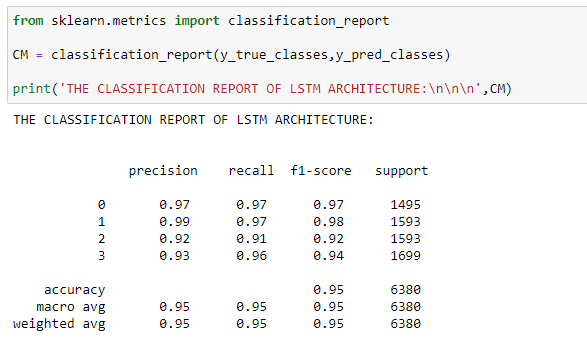 from sklearn.metrics import classification_report
CM = classification_report(y_true_classes,y_pred_classes)
print('THE CLASSIFICATION REPORT OF LSTM ARCHITECTURE:\n\n\n',CM)
THE CLASSIFICATION REPORT OF LSTM ARCHITECTURE:
precision recall f1-score support
0 0.97 0.97 0.97 1495
1 0.99 0.97 0.98 1593
2 0.92 0.91 0.92 1593
3 0.93 0.96 0.94 1699
accuracy 0.95 6380
macro avg 0.95 0.95 0.95 6380
weighted avg 0.95 0.95 0.95 6380